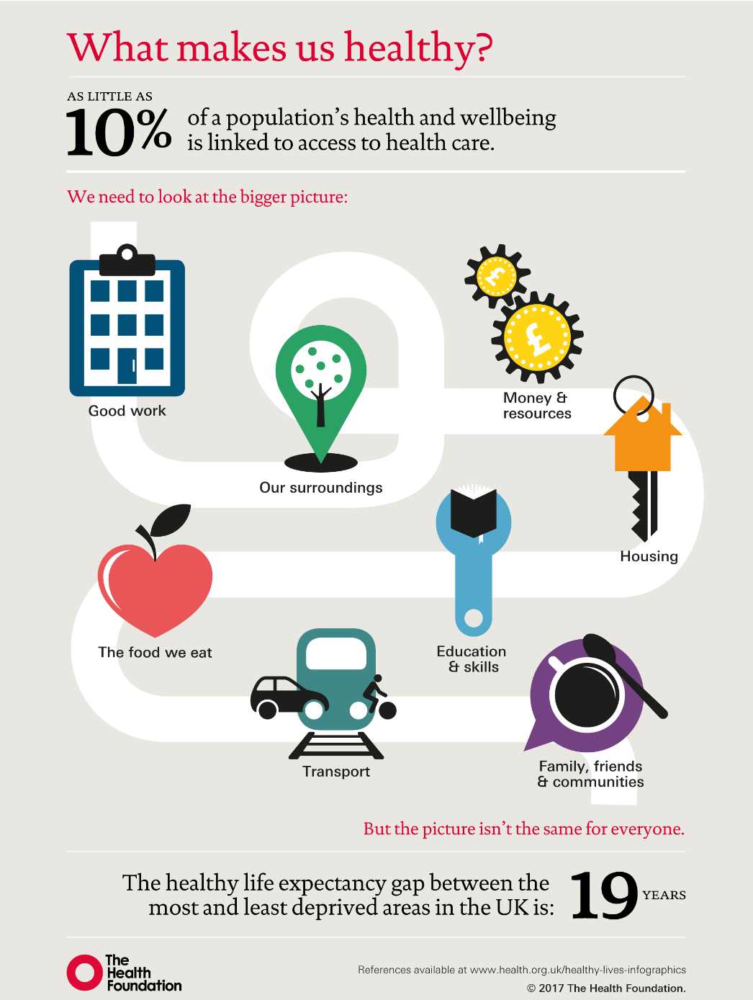 What makes us healthy?
AS LITTLE AS
10%
of a population's health and wellbeing
is linked to access to health care.
We need to look at the bigger picture:
£
£
Good work
Money &
resources
Our surroundings
Housing
The food we eat
Education
& skills
Transport
Family, friends
& communities
But the picture isn't the same for everyone.
The healthy life expectancy gap between the
most and least deprived areas in the UK is:
19 YEARS
The
Health
Foundation
References available at www.health.org.uk/healthy-lives-infographics
© 2017 The Health Foundation.